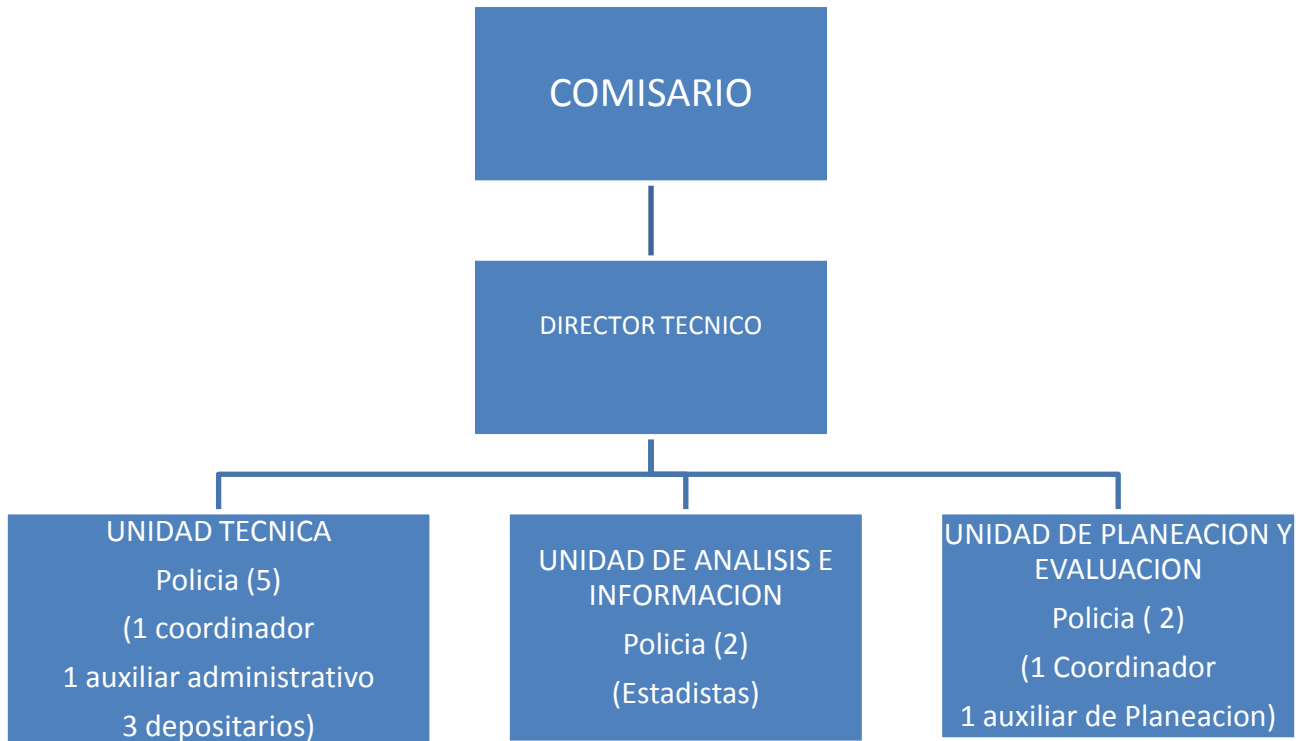 COMISARIO
DIRECTOR TECNICO
UNIDAD TECNICA
Policia (5)
(1 coordinador
1 auxiliar administrativo
3 depositarios)
UNIDAD DE ANALISIS E
INFORMACION
Policia (2)
(Estadistas)
UNIDAD DE PLANEACION Y
EVALUACION
Policia ( 2)
(1 Coordinador
1 auxiliar de Planeacion)